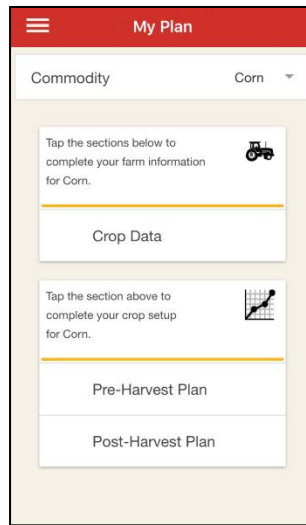 My Plan
Commodity Corn
Tap the sections below to
complete your farm information
for Corn.
Crop Data
Tap the section above to
complete your crop setup
for Corn.
Pre-Harvest Plan
Post-Harvest Plan